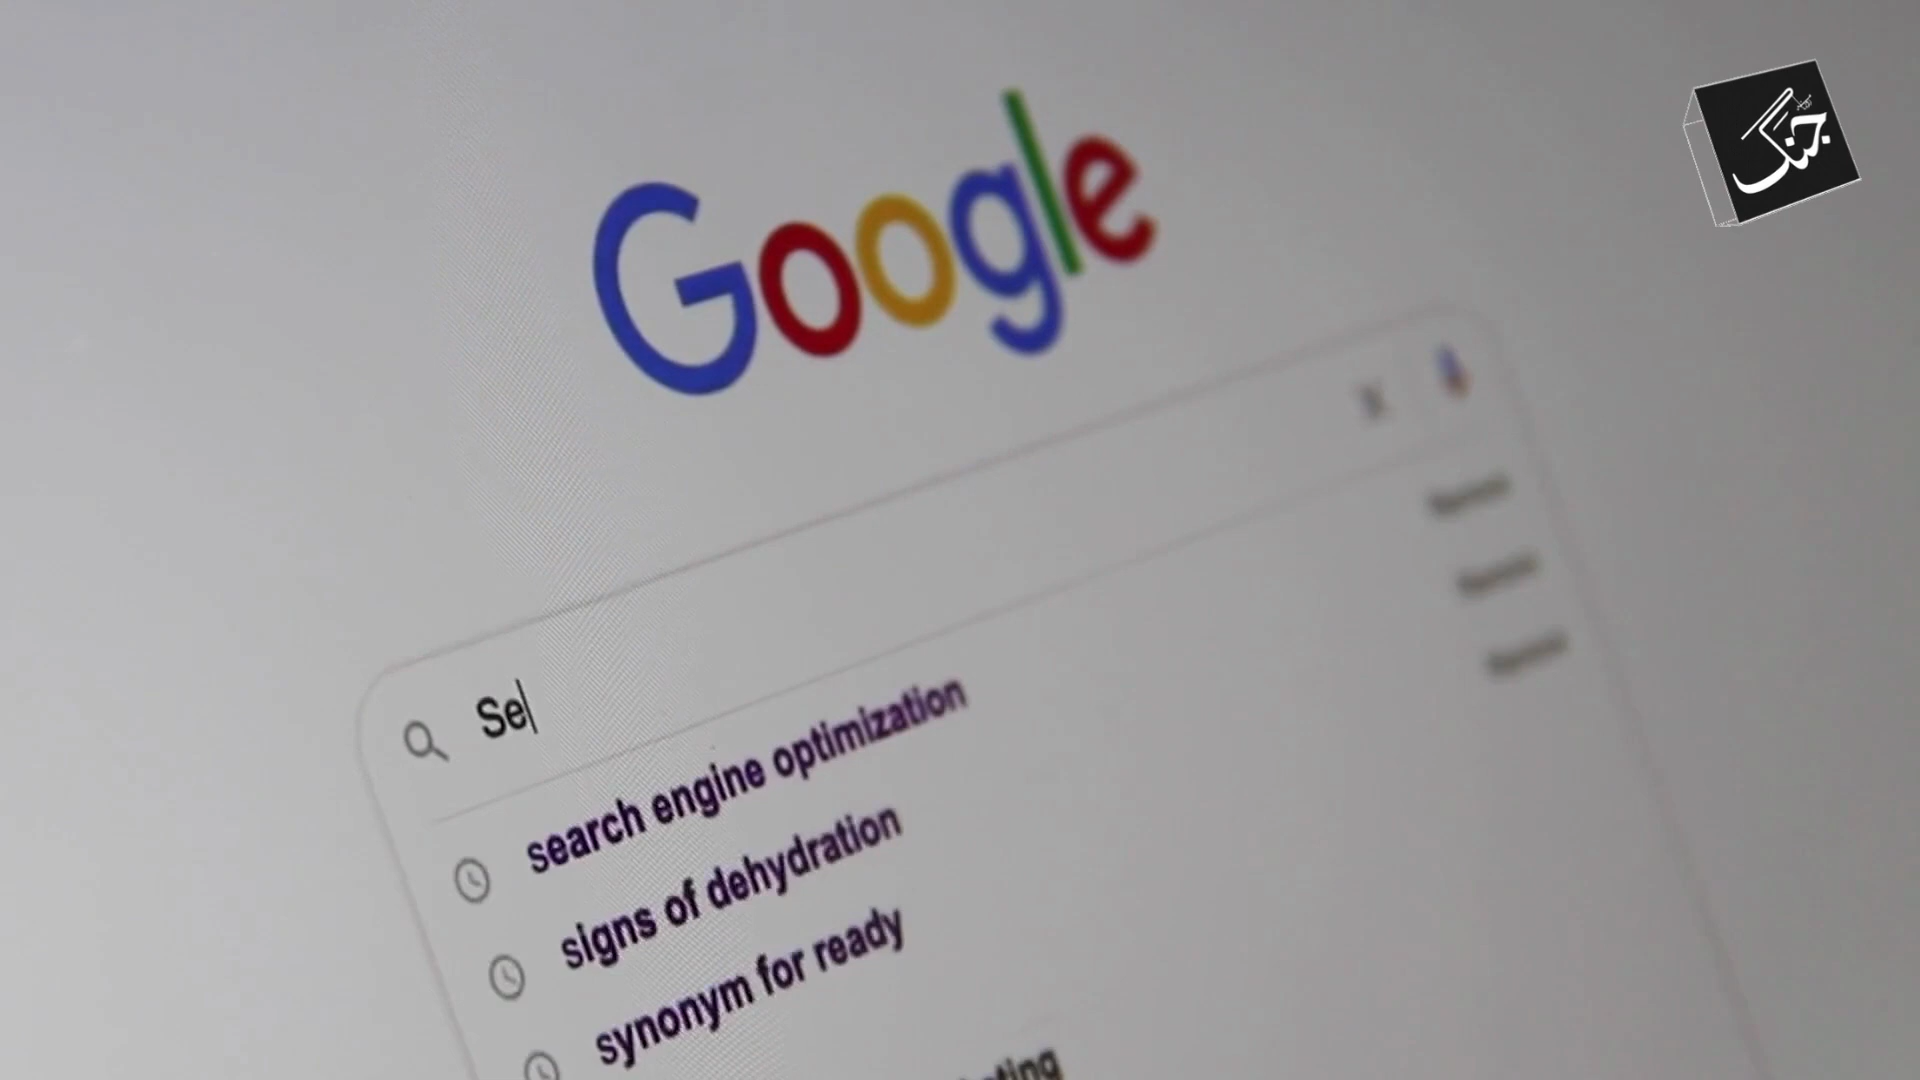 Google
جنگ
Se
search engine optimization
signs of dehydration
synonym for ready